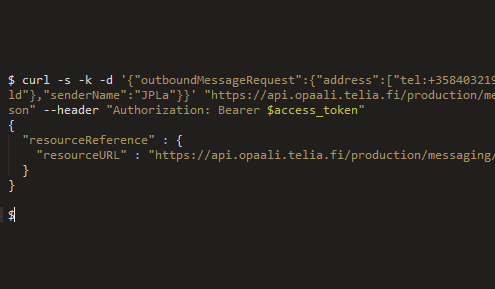 $ curl -s -k -d '{"outboundMessageRequest":{"address":["tel:+358403219
ld"},"senderName":"JPLa"}}' "https://api.opaali.telia.fi/production/me
son" --header "Authorization: Bearer $access_token"
{
"resourceReference" : {
"resourceURL" : "https://api.opaali.telia.fi/production/messaging/
}
}
$